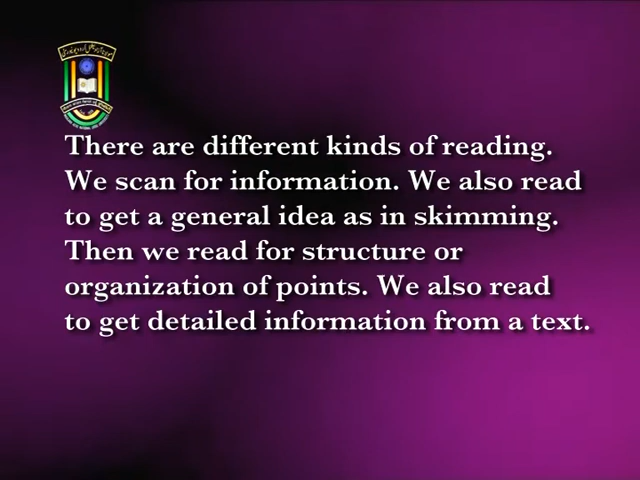 There are different kinds of reading.
We scan for information. We also read
to get a general idea as in skimming.
Then we read for structure or
organization of points. We also read
to get detailed information from a text.